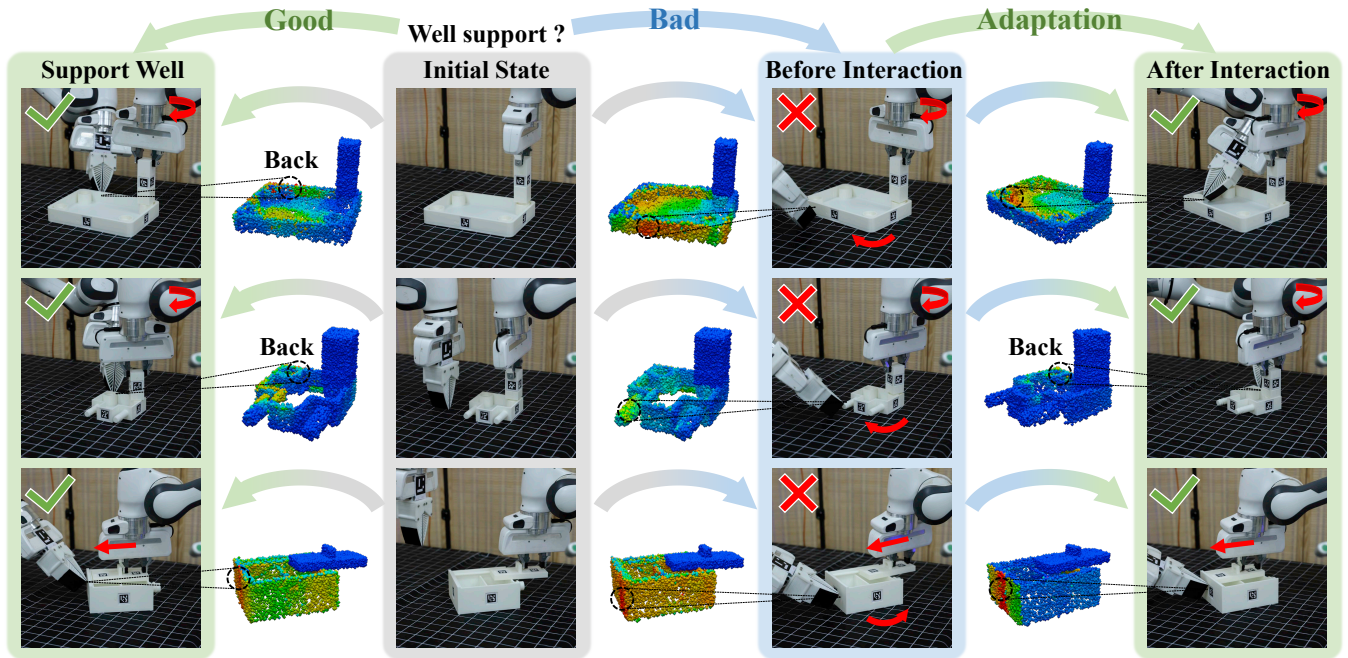 Good
Well support ?
Bad
Adaptation
Support Well
Initial State
Before Interaction
After Interaction
Back
Back
Back